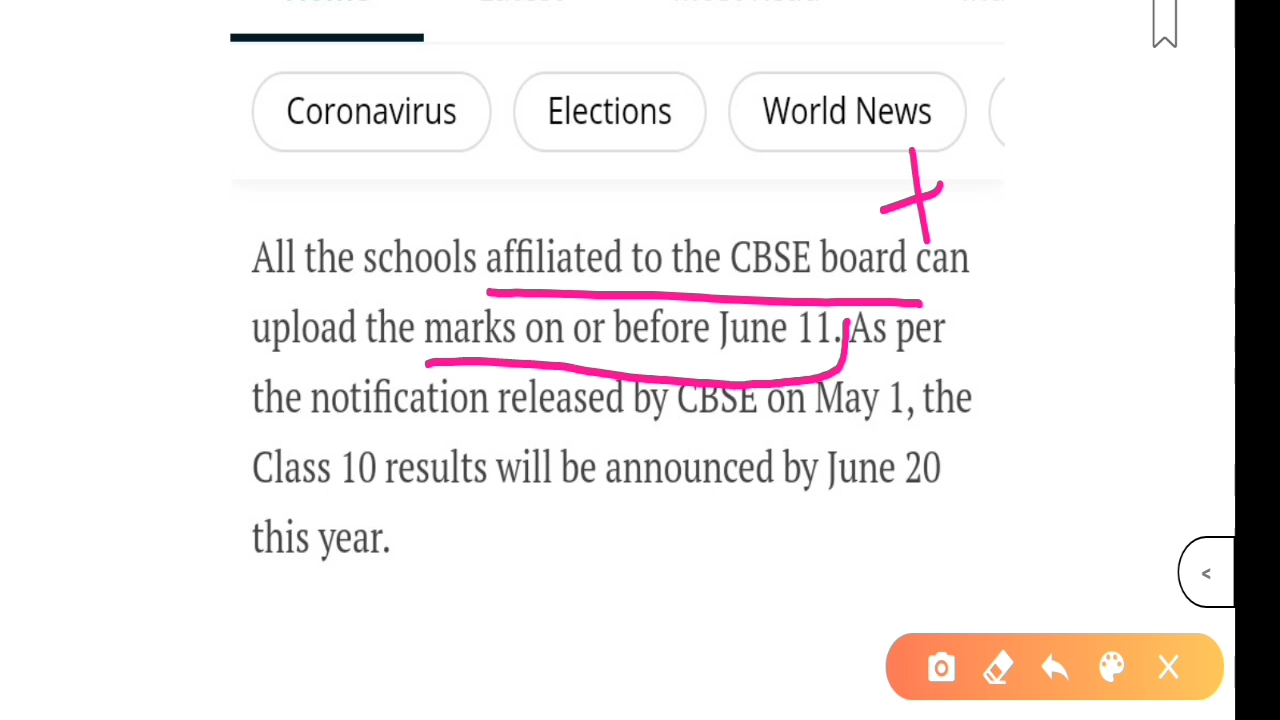 Coronavirus Elections World News
All the schools affiliated to the CBSE board can
upload the marks on or before June 11. As per
the notification released by CBSE on May 1, the
Class 10 results will be announced by June 20
this year.